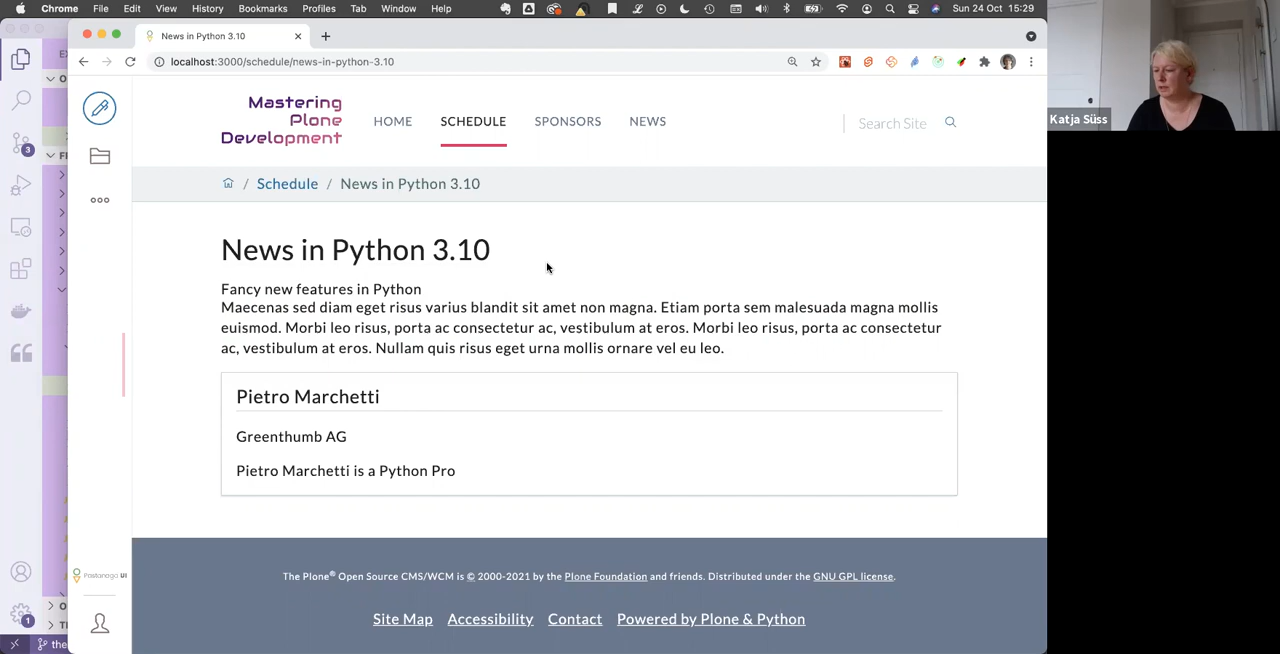 Chrome File Edit View History Bookmarks Profiles Tab Window Help Sun 24 Oct 15:29
News in Python 3.10
localhost:3000/schedule/news-in-python-3.10
Katja Süss
Mastering
Plone
Development
HOME SCHEDULE SPONSORS NEWS Search Site
/ Schedule / News in Python 3.10
News in Python 3.10
Fancy new features in Python
Maecenas sed diam eget risus varius blandit sit amet non magna. Etiam porta sem malesuada magna mollis
euismod. Morbi leo risus, porta ac consectetur ac, vestibulum at eros. Morbi leo risus, porta ac consectetur
ac, vestibulum at eros. Nullam quis risus eget urna mollis ornare vel eu leo.
Pietro Marchetti
Greenthumb AG
Pietro Marchetti is a Python Pro
3
Pastanaga UI
The Plone® Open Source CMS/WCM is © 2000-2021 by the Plone Foundation and friends. Distributed under the GNU GPL license.
Site Map Accessibility Contact Powered by Plone & Python
1
the